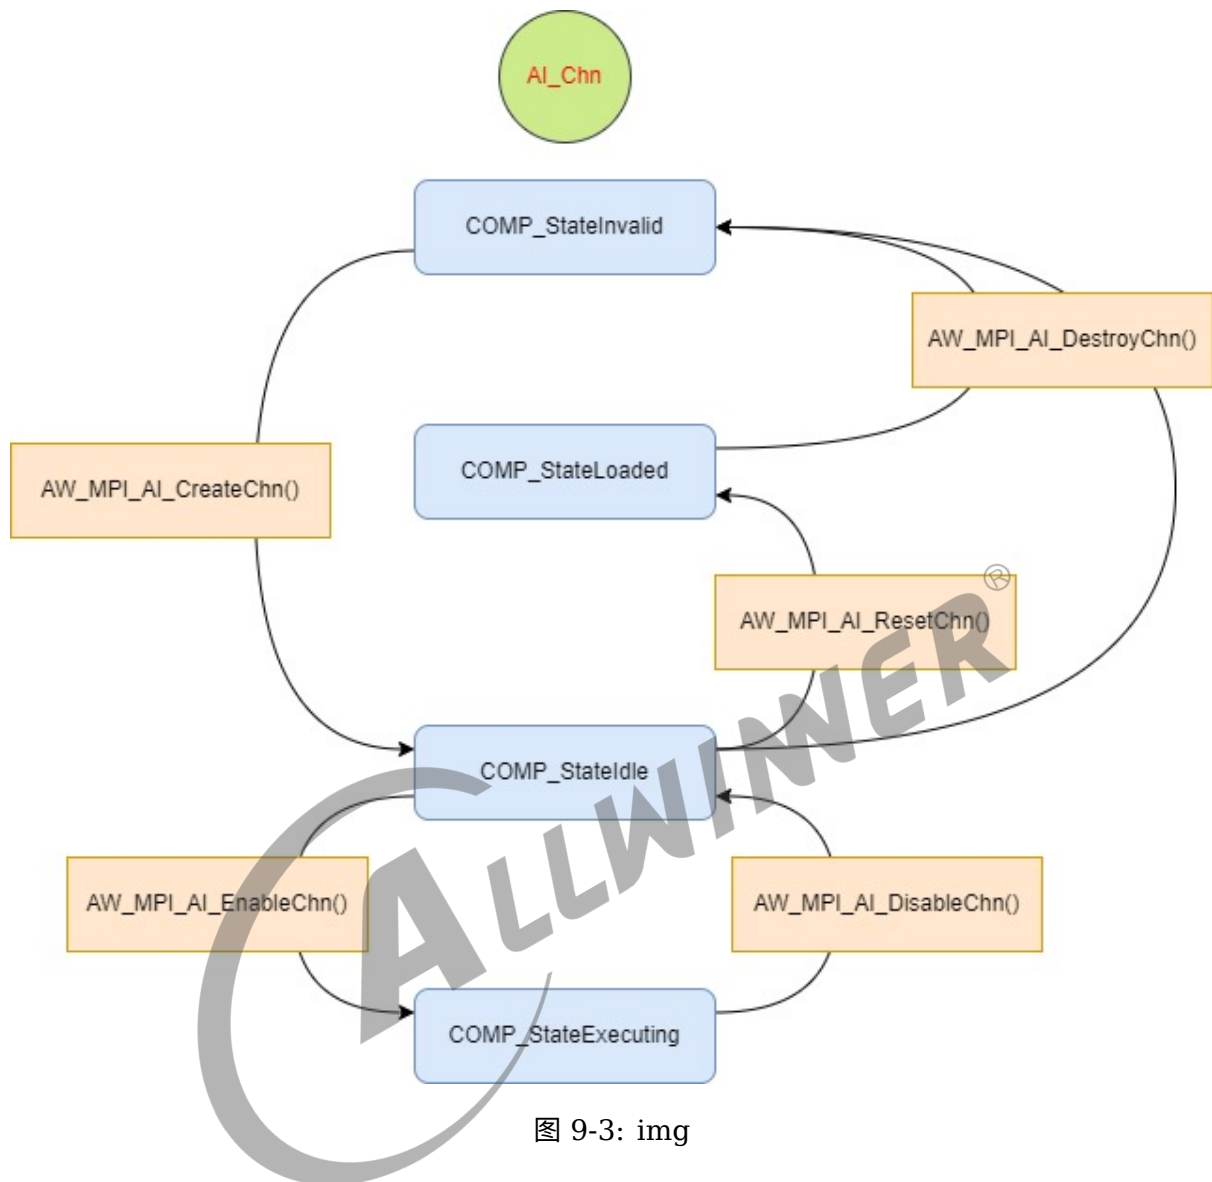 AI_Chn
COMP_StateInvalid
AW_MPI_AI_DestroyChn()
COMP_StateLoaded
AW_MPI_AI_CreateChn()
AW_MPI_AI_ResetChn()
COMP_StateIdle
AW_MPI_AI_EnableChn()
AW_MPI_AI_DisableChn()
COMP_StateExecuting
ALLWINNER®
图 9-3: img